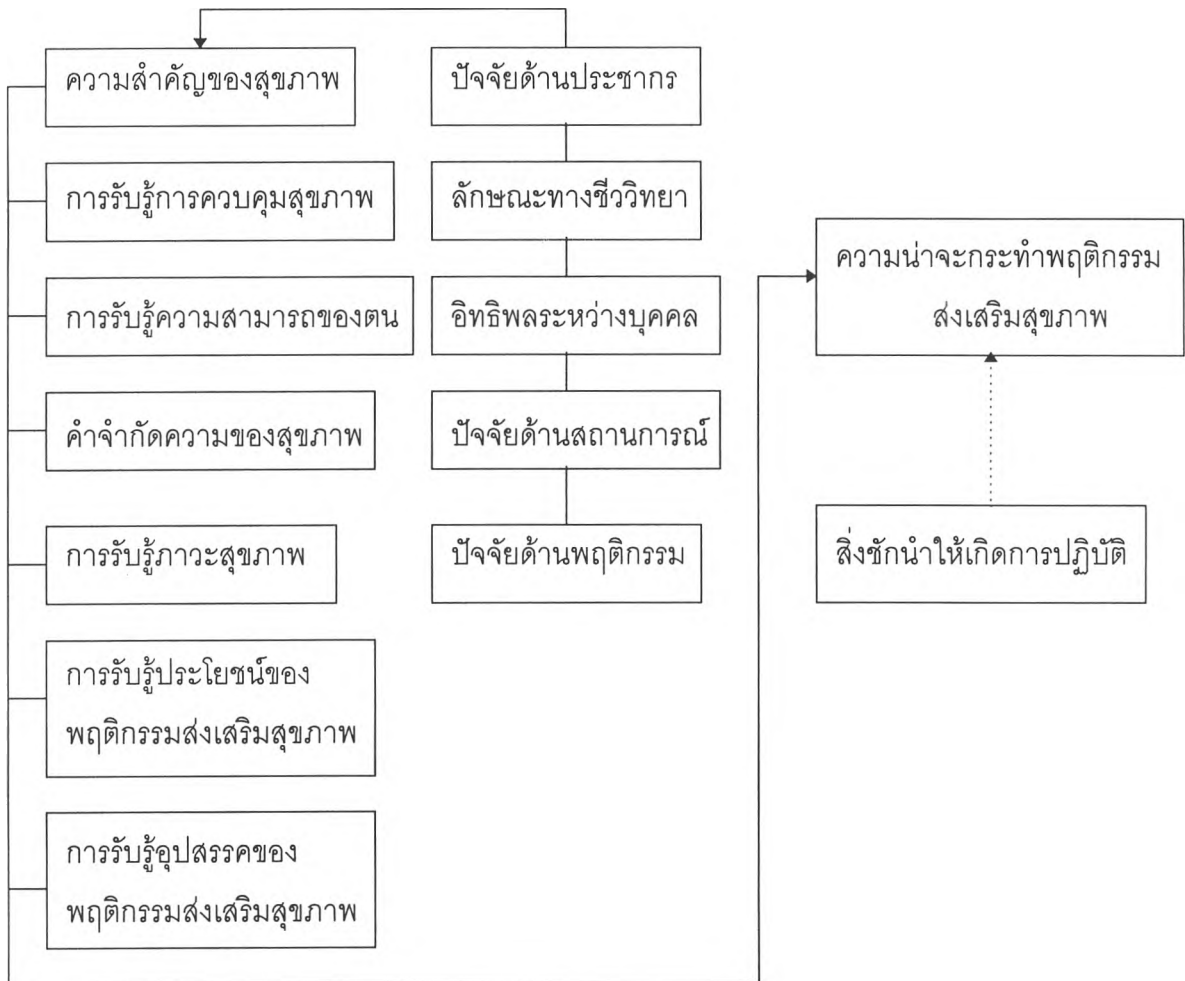 ความสำคัญของสุขภาพ
การรับรู้การควบคุมสุขภาพ
การรับรู้ความสามารถของตน
คำจำกัดความของสุขภาพ
การรับรู้ภาวะสุขภาพ
การรับรู้ประโยชน์ของ
พฤติกรรมส่งเสริมสุขภาพ
การรับรู้อุปสรรคของ
พฤติกรรมส่งเสริมสุขภาพ
ปัจจัยด้านประชากร
ลักษณะทางชีววิทยา
อิทธิพลระหว่างบุคคล
ปัจจัยด้านสถานการณ์
ปัจจัยด้านพฤติกรรม
ความน่าจะกระทำพฤติกรรม
ส่งเสริมสุขภาพ
สิ่งชักนำให้เกิดการปฏิบัติ